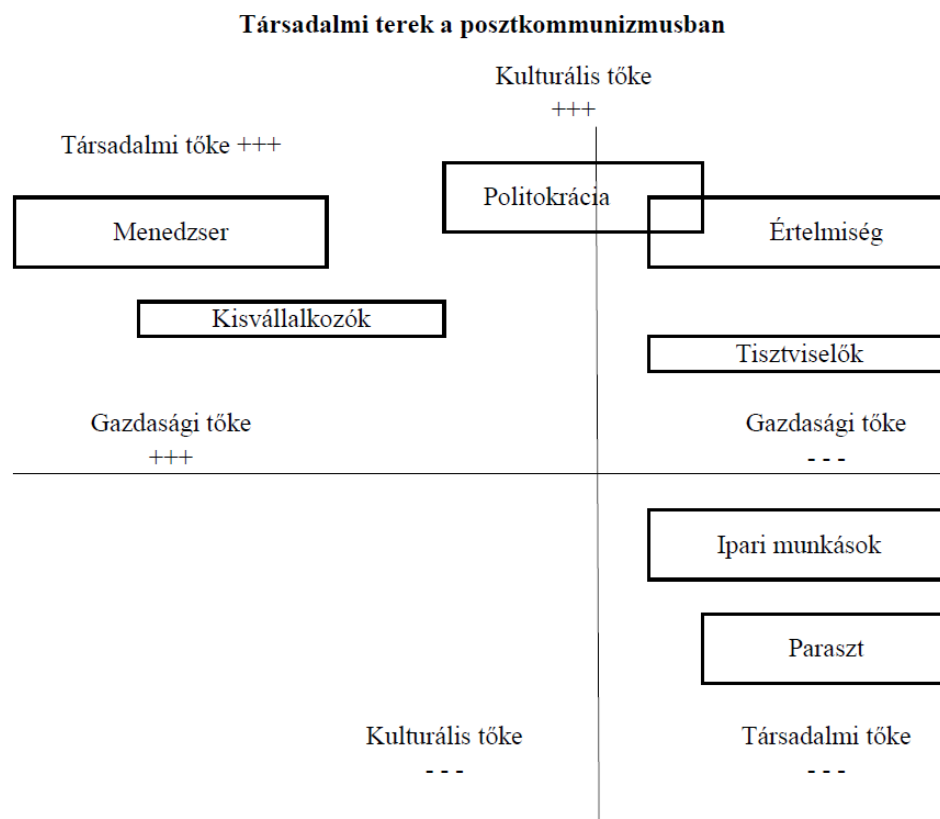 Társadalmi terek a posztkommunizmusban
Kulturális tőke
+++
Társadalmi tőke +++
Politokrácia
Menedzser
Értelmiség
Kisvállalkozók
Tisztviselők
Gazdasági tőke
+++
Gazdasági tőke
- - -
Ipari munkások
Paraszt
Kulturális tőke
- - -
Társadalmi tőke
- - -